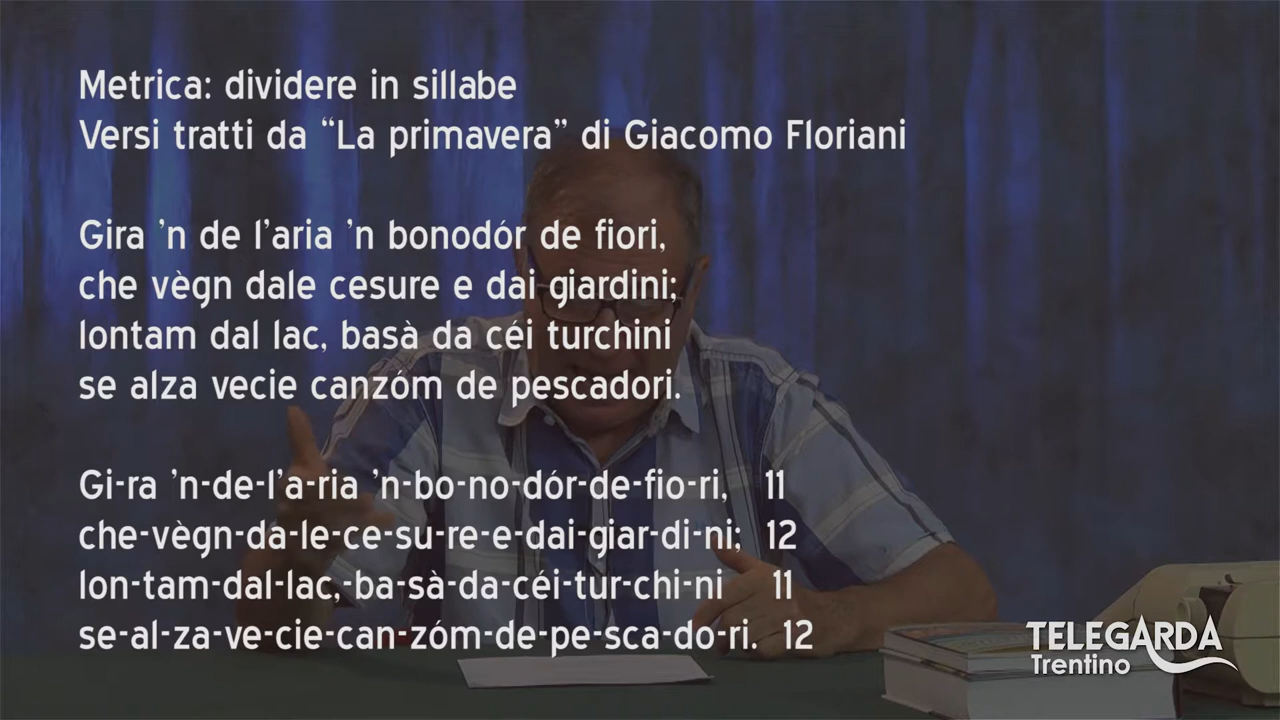 Metrica: dividere in sillabe
Versi tratti da “La primavera” di Giacomo Floriani
Gira ’n de l’aria ’n bonodór de fiori,
che vègn dale cesure e dai giardini;
lontam dal lac, basà da céi turchini
se alza vecie canzóm de pescadori.
Gi-ra ’n-de-l’a-ria ’n-bo-no-dór-de-fio-ri, 11
che-vègn-da-le-ce-su-re-e-dai-giar-di-ni; 12
lon-tam-dal-lac,-ba-sà-da-céi-tur-chi-ni 11
se-al-za-ve-cie-can-zóm-de-pe-sca-do-ri. 12
TELEGARDA
Trentino